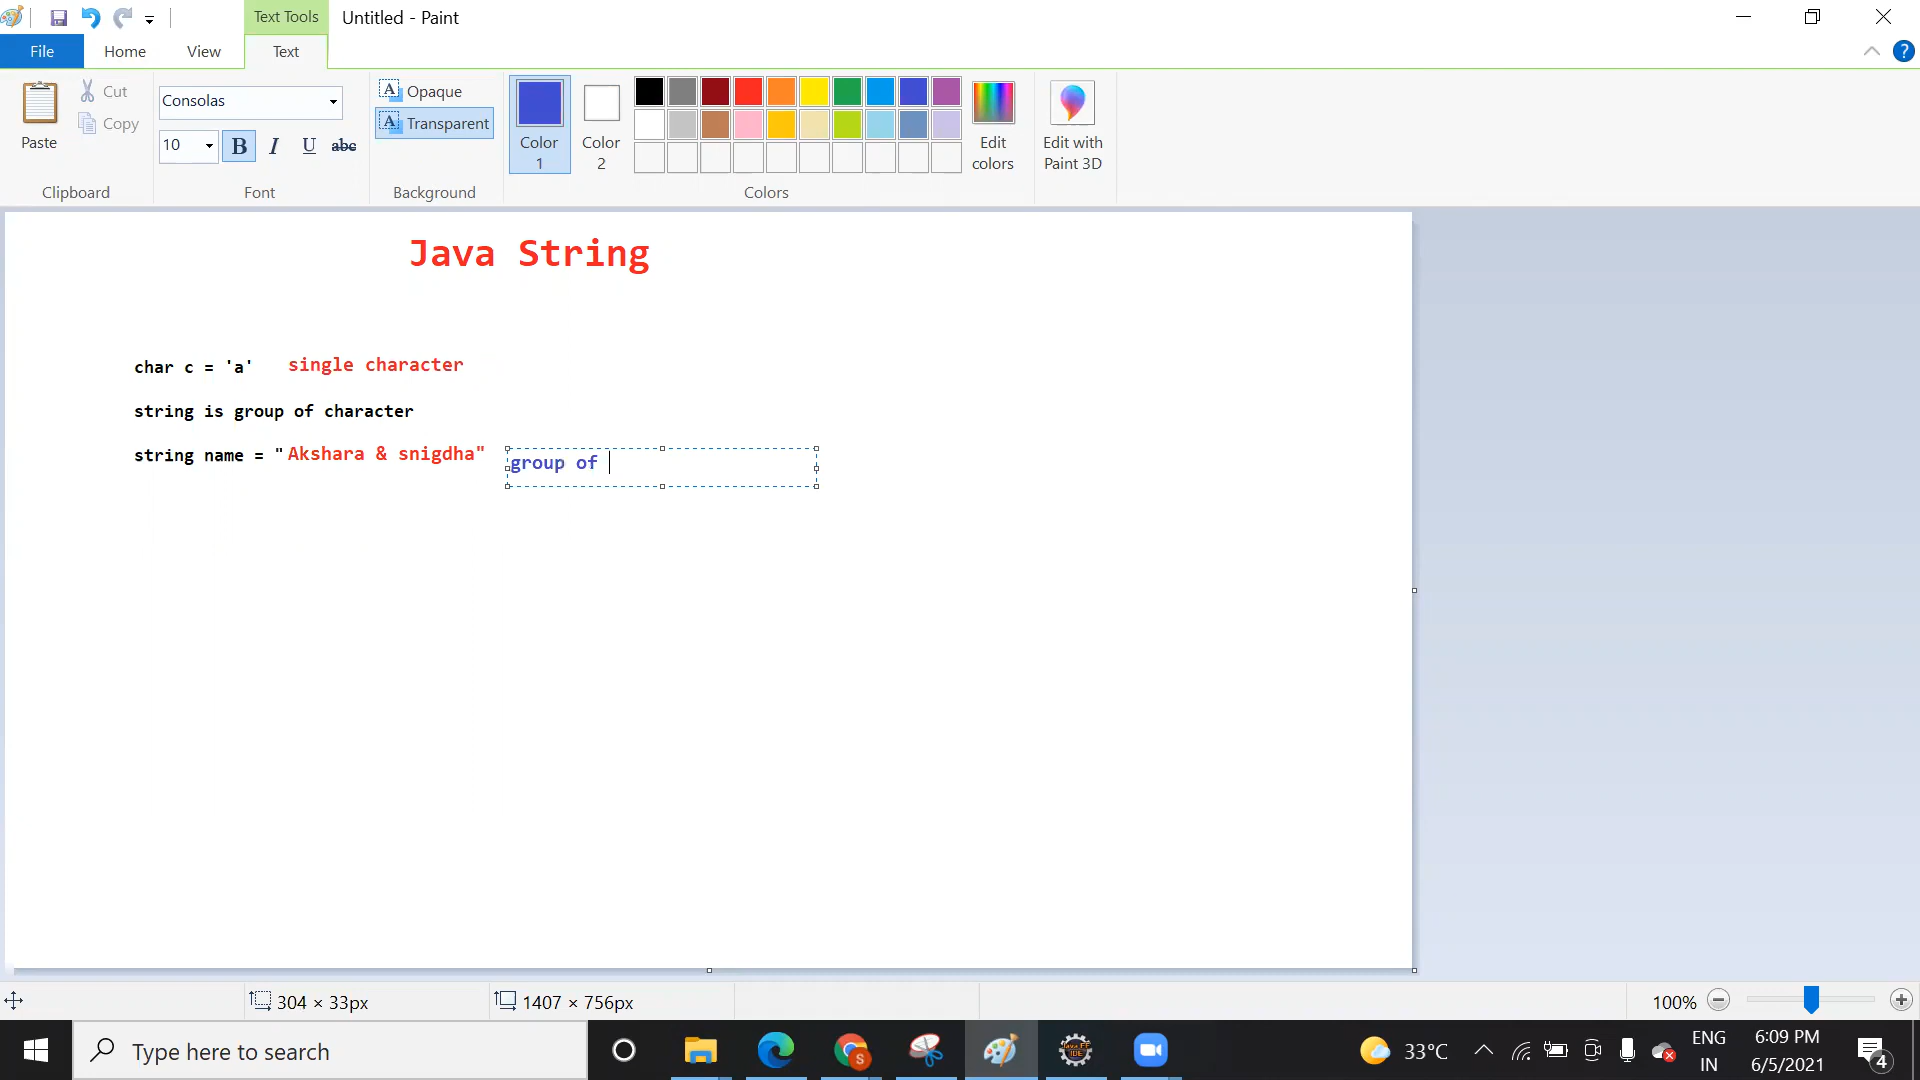 Text Tools
Untitled - Paint
File
Home
View
Text
Paste
Cut
Copy
Clipboard
Consolas
10
B
I
U
abc
Font
A Opaque
A Transparent
Background
Color 1
Color 2
Colors
Edit colors
Edit with Paint 3D
?
Java String
char c = 'a' single character
string is group of character
string name = "Akshara & snigdha" group of
304 × 33px
1407 × 756px
100%
Type here to search
S
Java EE
IDE
33°C
ENG
IN
6:09 PM
6/5/2021
4